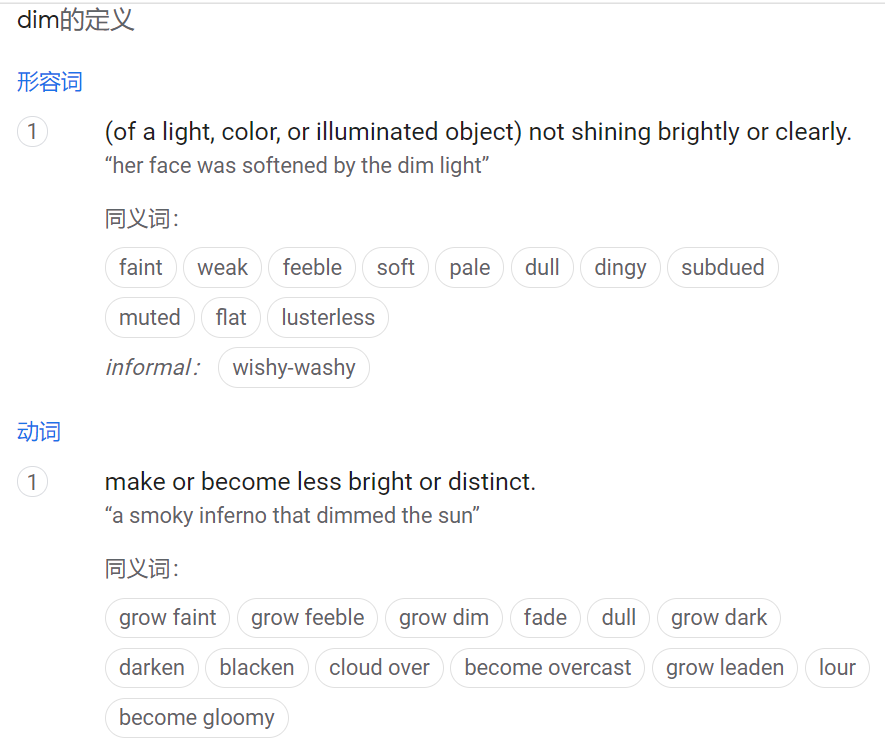 dim的定义
形容词
1 (of a light, color, or illuminated object) not shining brightly or clearly.
“her face was softened by the dim light”
同义词：
faint weak feeble soft pale dull dingy subdued
muted flat lusterless
informal： wishy-washy
动词
1 make or become less bright or distinct.
“a smoky inferno that dimmed the sun”
同义词：
grow faint grow feeble grow dim fade dull grow dark
darken blacken cloud over become overcast grow leaden lour
become gloomy